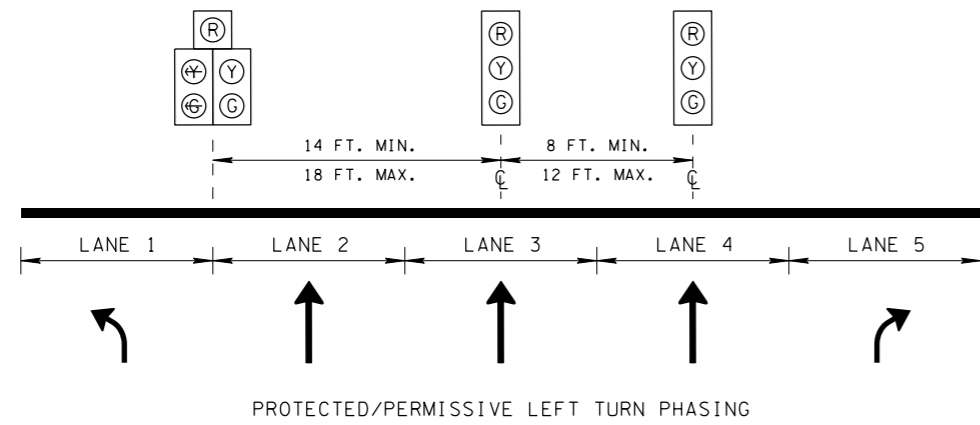 R R R
Y Y Y Y
G G G G
14 FT. MIN. 8 FT. MIN.
18 FT. MAX. ℄ 12 FT. MAX. ℄
LANE 1 LANE 2 LANE 3 LANE 4 LANE 5
PROTECTED/PERMISSIVE LEFT TURN PHASING